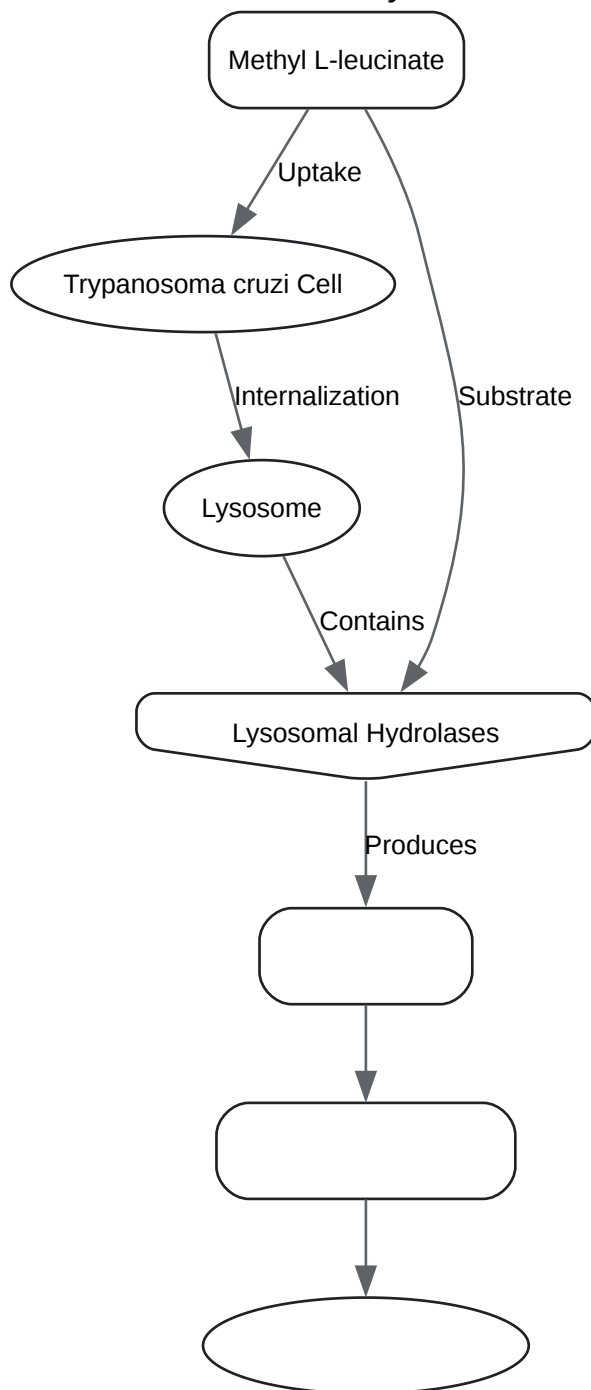 Methyl L-leucinate
Uptake
Trypanosoma cruzi Cell
Internalization
Substrate
Lysosome
Contains
Lysosomal Hydrolases
Produces